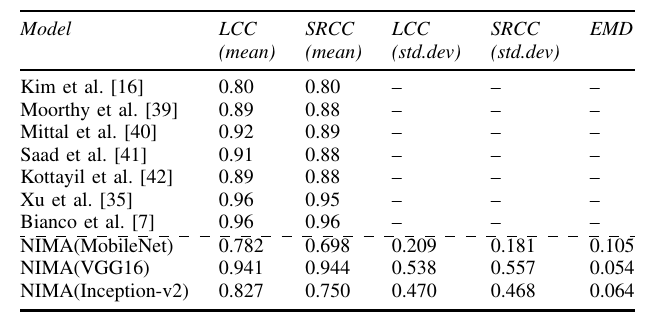 Model LCC SRCC LCC SRCC EMD
(mean) (mean) (std.dev) (std.dev)
Kim et al. [16] 0.80 0.80 – – –
Moorthy et al. [39] 0.89 0.88 – – –
Mittal et al. [40] 0.92 0.89 – – –
Saad et al. [41] 0.91 0.88 – – –
Kottayil et al. [42] 0.89 0.88 – – –
Xu et al. [35] 0.96 0.95 – – –
Bianco et al. [7] 0.96 0.96 – – –
NIMA(MobileNet) 0.782 0.698 0.209 0.181 0.105
NIMA(VGG16) 0.941 0.944 0.538 0.557 0.054
NIMA(Inception-v2) 0.827 0.750 0.470 0.468 0.064